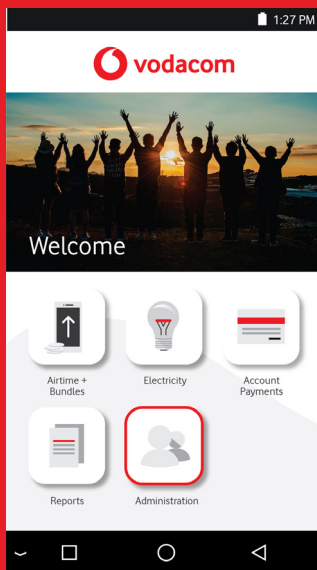 1:27 PM
vodacom
Welcome
Airtime +
Bundles
Electricity
Account
Payments
Reports
Administration